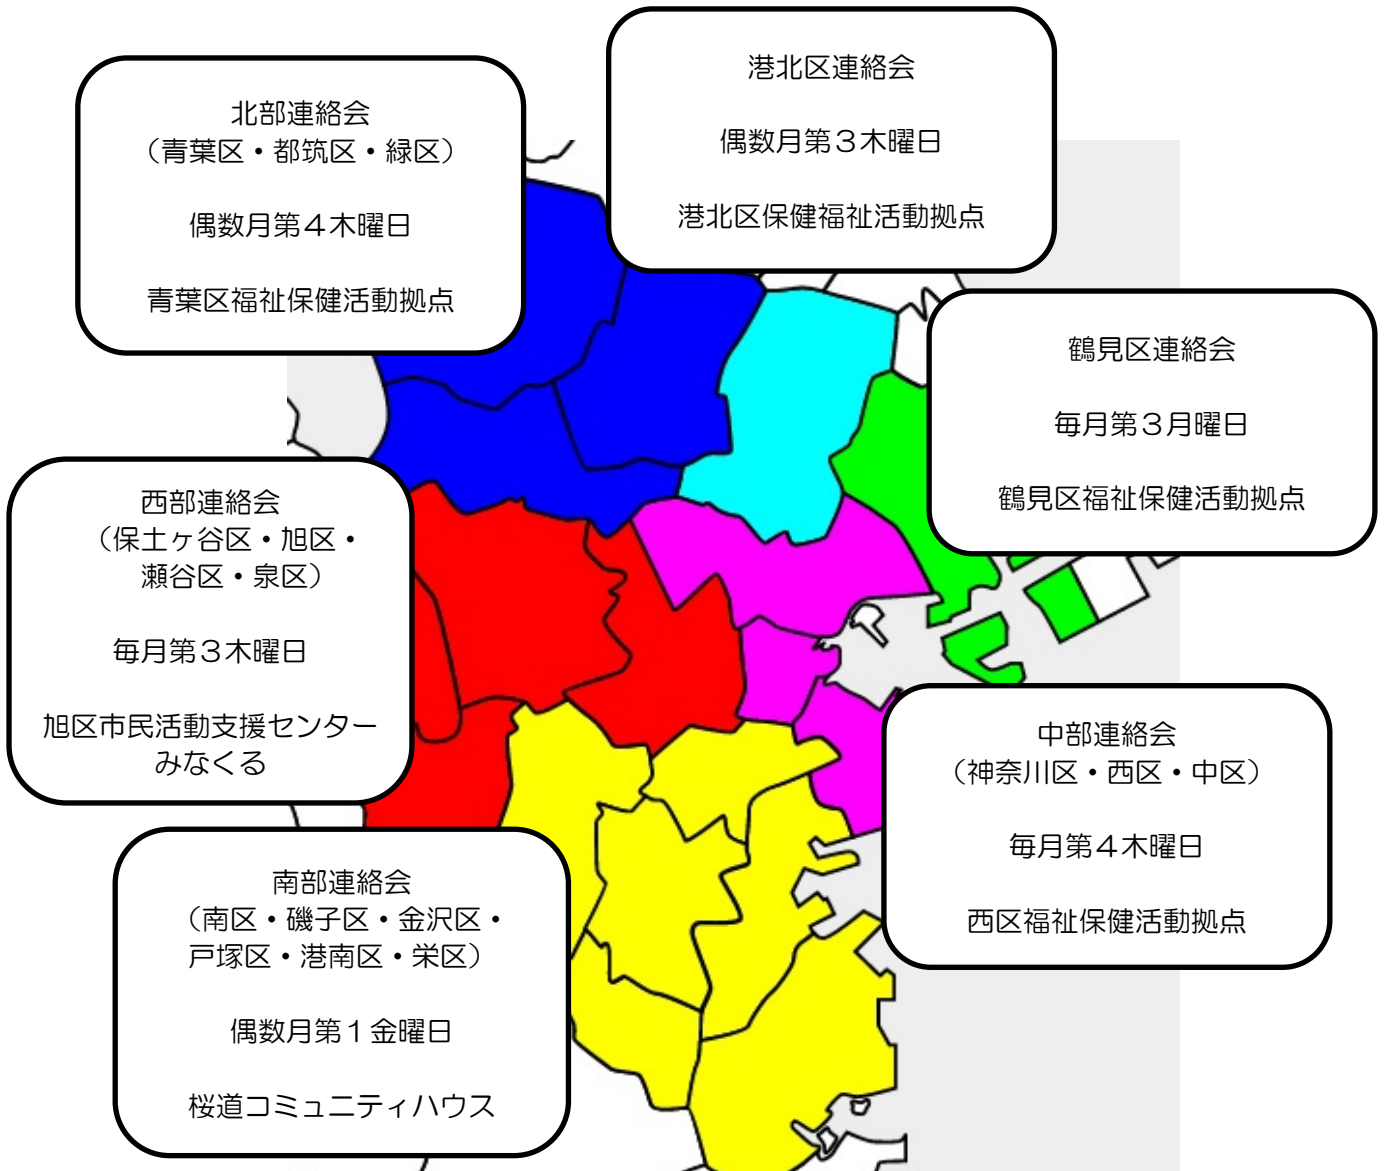 北部連絡会
（青葉区・都筑区・緑区）
偶数月第４木曜日
青葉区福祉保健活動拠点
港北区連絡会
偶数月第３木曜日
港北区保健福祉活動拠点
鶴見区連絡会
毎月第３月曜日
鶴見区福祉保健活動拠点
西部連絡会
（保土ヶ谷区・旭区・
瀬谷区・泉区）
毎月第３木曜日
旭区市民活動支援センター
みなくる
中部連絡会
（神奈川区・西区・中区）
毎月第４木曜日
西区福祉保健活動拠点
南部連絡会
（南区・磯子区・金沢区・
戸塚区・港南区・栄区）
偶数月第１金曜日
桜道コミュニティハウス